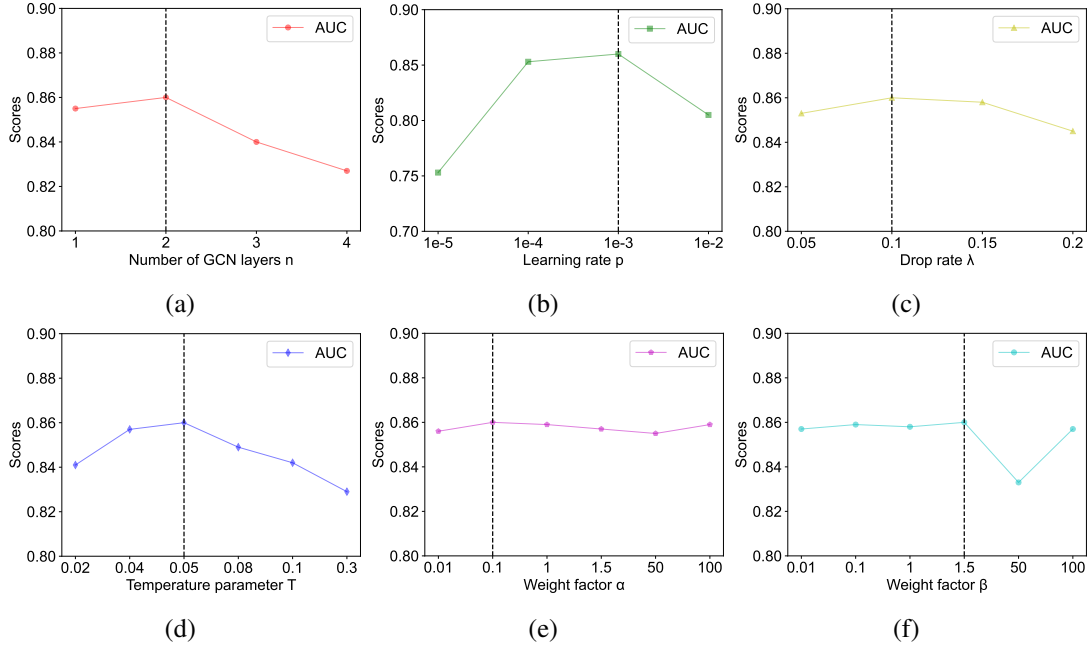 0.90
0.88
0.86
0.84
0.82
0.80
Scores
AUC
1 2 3 4
Number of GCN layers n
(a)
0.90
0.85
0.80
0.75
0.70
Scores
AUC
1e-5 1e-4 1e-3 1e-2
Learning rate p
(b)
0.90
0.88
0.86
0.84
0.82
0.80
Scores
AUC
0.05 0.1 0.15 0.2
Drop rate λ
(c)
0.90
0.88
0.86
0.84
0.82
0.80
Scores
AUC
0.02 0.04 0.05 0.08 0.1 0.3
Temperature parameter T
(d)
0.90
0.88
0.86
0.84
0.82
0.80
Scores
AUC
0.01 0.1 1 1.5 50 100
Weight factor α
(e)
0.90
0.88
0.86
0.84
0.82
0.80
Scores
AUC
0.01 0.1 1 1.5 50 100
Weight factor β
(f)